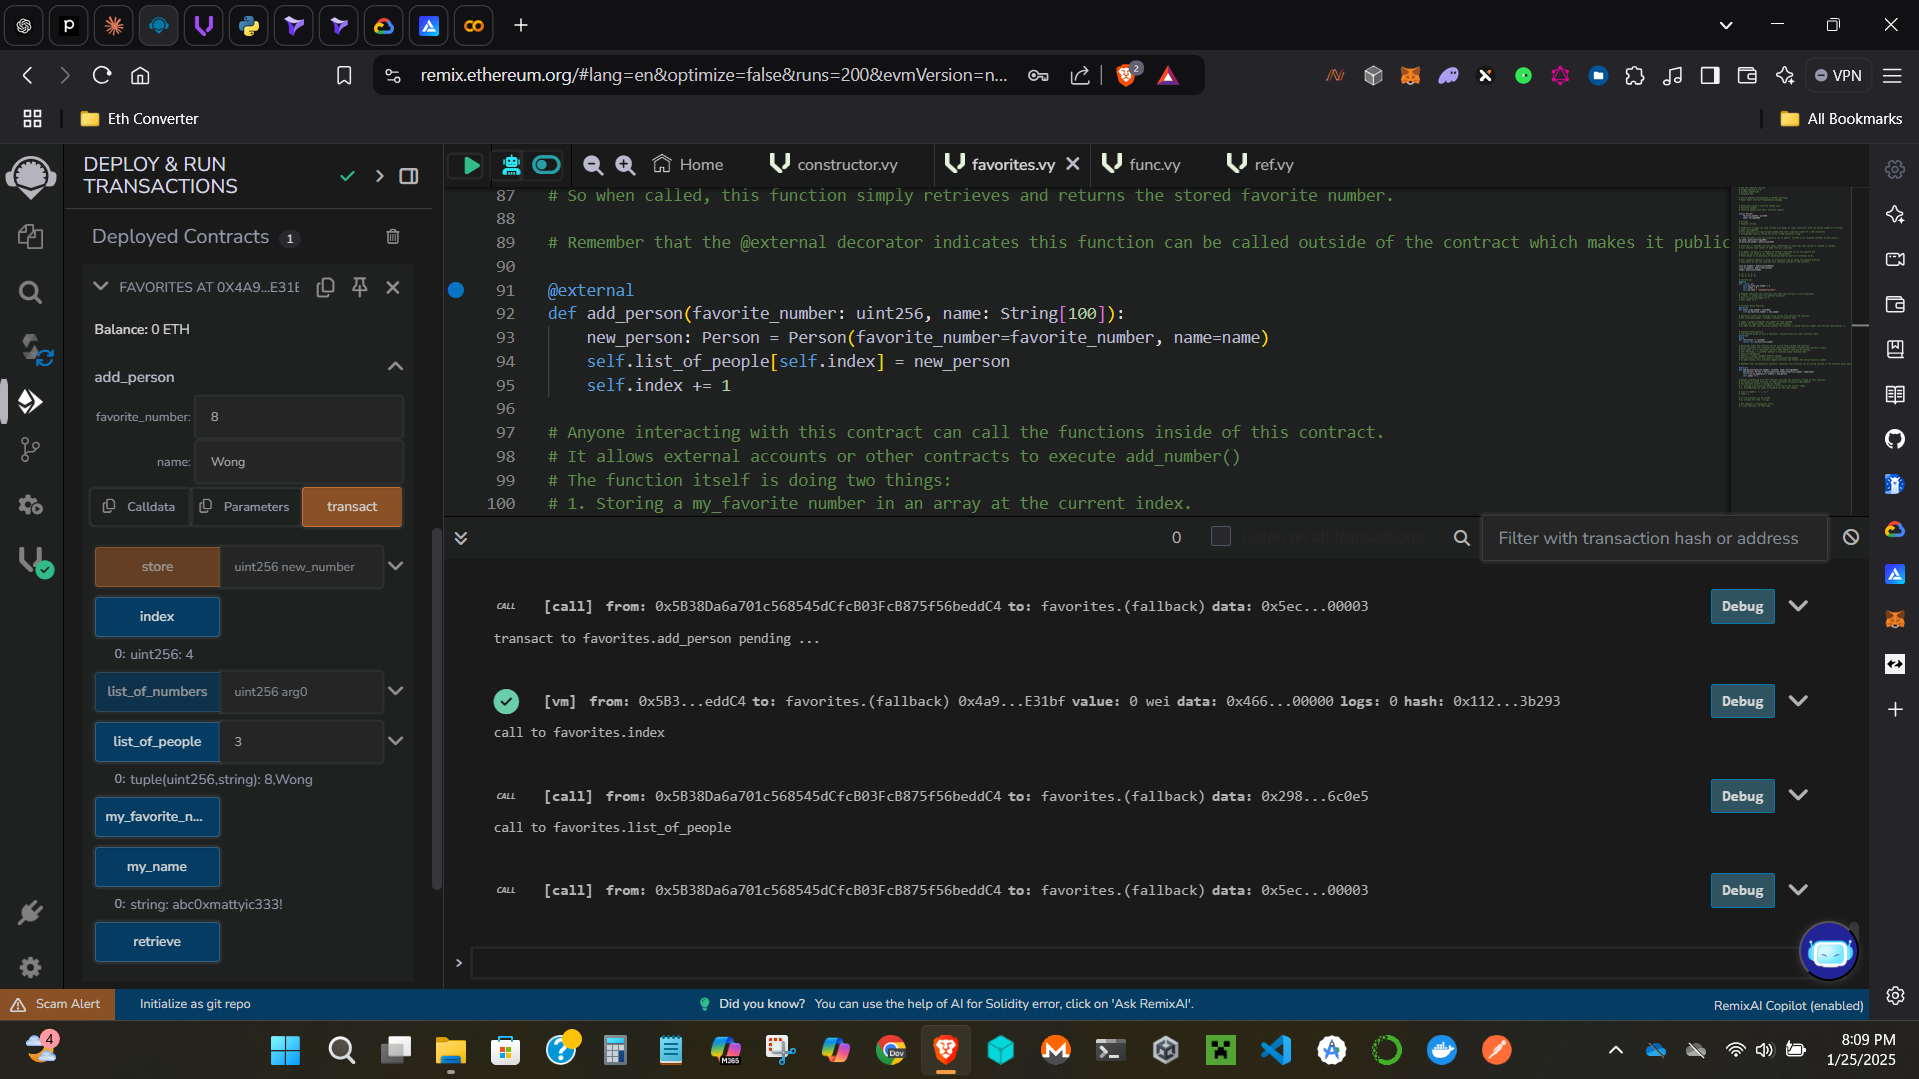 remix.ethereum.org/#lang=en&optimize=false&runs=200&evmVersion=n...
2
VPN
Eth Converter
All Bookmarks
DEPLOY & RUN
TRANSACTIONS
Home
constructor.vy
favorites.vy
func.vy
ref.vy
Deployed Contracts 1
FAVORITES AT 0X4A9...E31E
Balance: 0 ETH
add_person
favorite_number: 8
name: Wong
Calldata
Parameters
transact
store uint256 new_number
index
0: uint256: 4
list_of_numbers uint256 arg0
list_of_people 3
0: tuple(uint256,string): 8,Wong
my_favorite_n...
my_name
0: string: abc0xmattyic333!
retrieve
87 # So when called, this function simply retrieves and returns the stored favorite number.
88
89 # Remember that the @external decorator indicates this function can be called outside of the contract which makes it public
90
91 @external
92 def add_person(favorite_number: uint256, name: String[100]):
93 new_person: Person = Person(favorite_number=favorite_number, name=name)
94 self.list_of_people[self.index] = new_person
95 self.index += 1
96
97 # Anyone interacting with this contract can call the functions inside of this contract.
98 # It allows external accounts or other contracts to execute add_number()
99 # The function itself is doing two things:
100 # 1. Storing a my_favorite number in an array at the current index.
0 Listen on all transactions
Filter with transaction hash or address
CALL [call] from: 0x5B38Da6a701c568545dCfcB03FcB875f56beddC4 to: favorites.(fallback) data: 0x5ec...00003 Debug
transact to favorites.add_person pending ...
[vm] from: 0x5B3...eddC4 to: favorites.(fallback) 0x4a9...E31bf value: 0 wei data: 0x466...00000 logs: 0 hash: 0x112...3b293 Debug
call to favorites.index
CALL [call] from: 0x5B38Da6a701c568545dCfcB03FcB875f56beddC4 to: favorites.(fallback) data: 0x298...6c0e5 Debug
call to favorites.list_of_people
CALL [call] from: 0x5B38Da6a701c568545dCfcB03FcB875f56beddC4 to: favorites.(fallback) data: 0x5ec...00003 Debug
>
Scam Alert
Initialize as git repo
Did you know? You can use the help of AI for Solidity error, click on 'Ask RemixAI'.
RemixAI Copilot (enabled)
4
M365
Dev
8:09 PM
1/25/2025